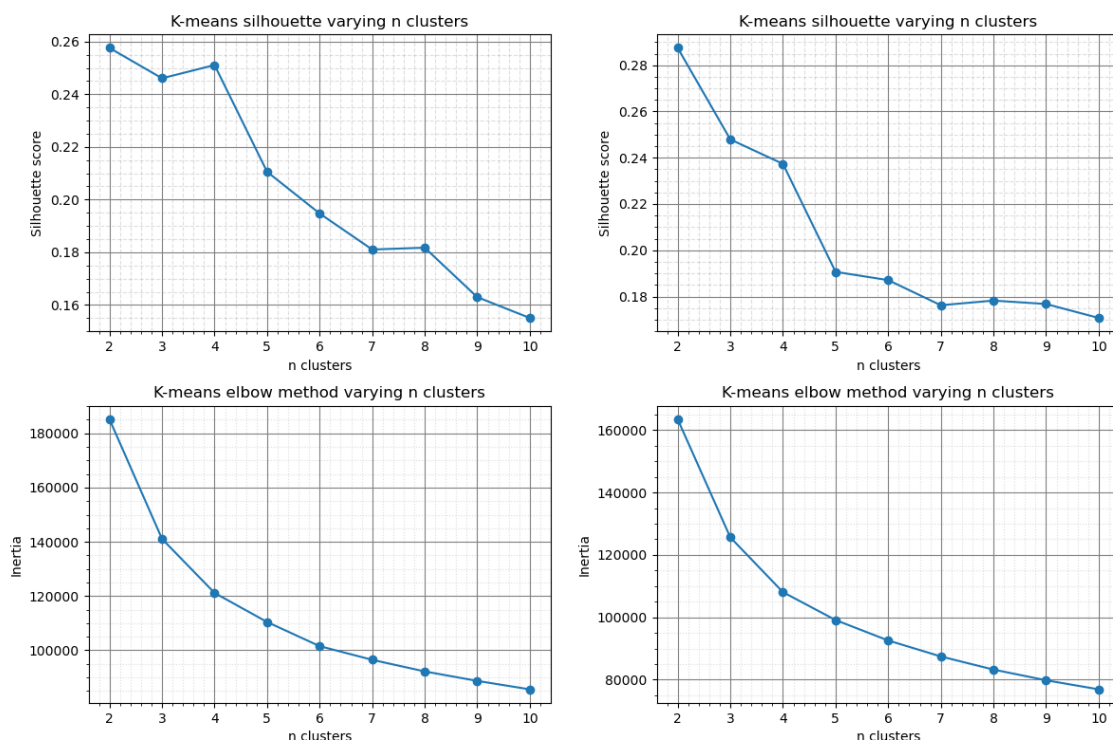 K-means silhouette varying n clusters
0.26
0.24
0.22
0.20
0.18
0.16
Silhouette score
2 3 4 5 6 7 8 9 10
n clusters
K-means silhouette varying n clusters
0.28
0.26
0.24
0.22
0.20
0.18
Silhouette score
2 3 4 5 6 7 8 9 10
n clusters
K-means elbow method varying n clusters
180000
160000
140000
120000
100000
Inertia
2 3 4 5 6 7 8 9 10
n clusters
K-means elbow method varying n clusters
160000
140000
120000
100000
80000
Inertia
2 3 4 5 6 7 8 9 10
n clusters